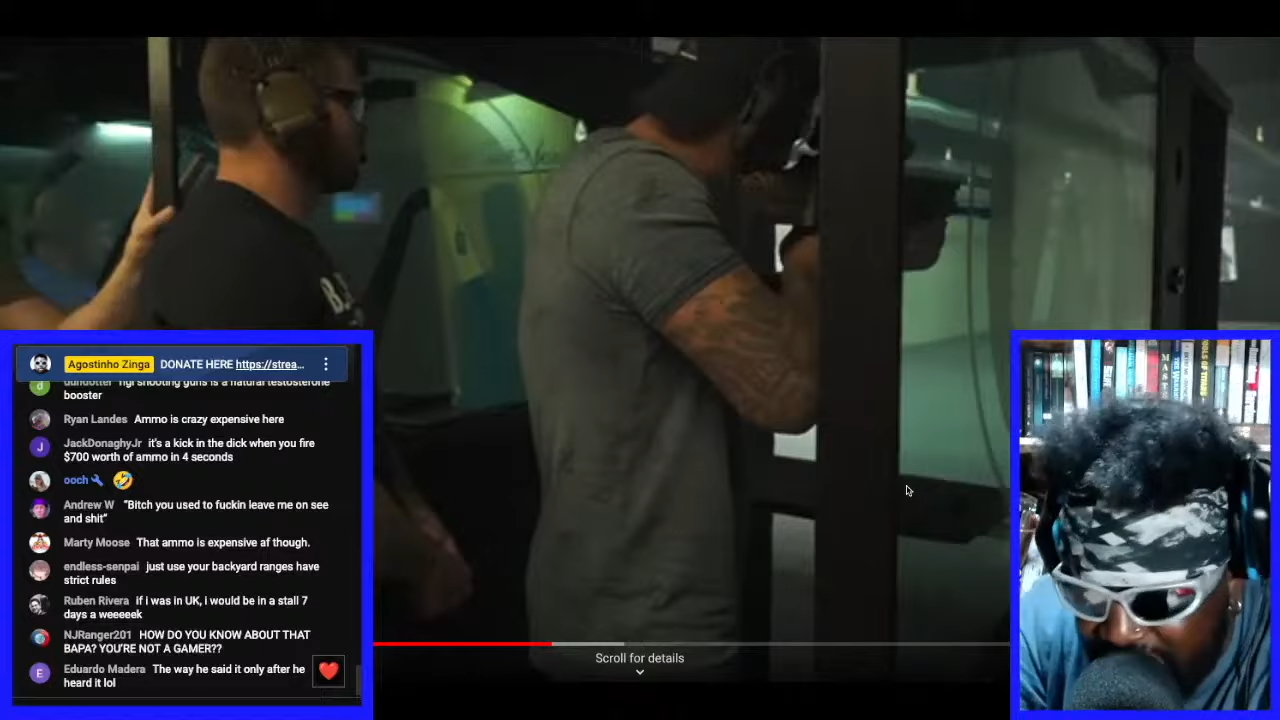 Agostinho Zinga DONATE HERE https://strea...
shooting guns is a natural testosterone
booster
Ryan Landes Ammo is crazy expensive here
JackDonaghyJr it's a kick in the dick when you fire
$700 worth of ammo in 4 seconds
ooch
Andrew W “Bitch you used to fuckin leave me on see
and shit”
Marty Moose That ammo is expensive af though.
endless-senpai just use your backyard ranges have
strict rules
Ruben Rivera if i was in UK, i would be in a stall 7
days a weeeeek
NJRanger201 HOW DO YOU KNOW ABOUT THAT
BAPA? YOU'RE NOT A GAMER??
Eduardo Madera The way he said it only after he
heard it lol
Scroll for details